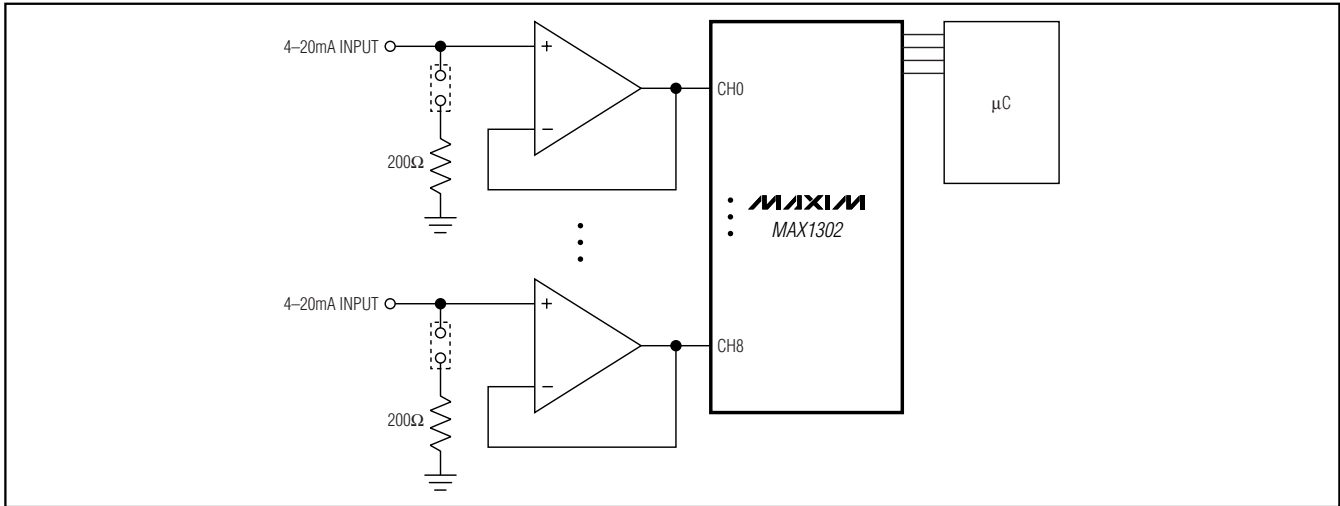 4–20mA INPUT
+
−
200Ω
CH0
MAXIM
MAX1302
µC
4–20mA INPUT
+
−
200Ω
CH8